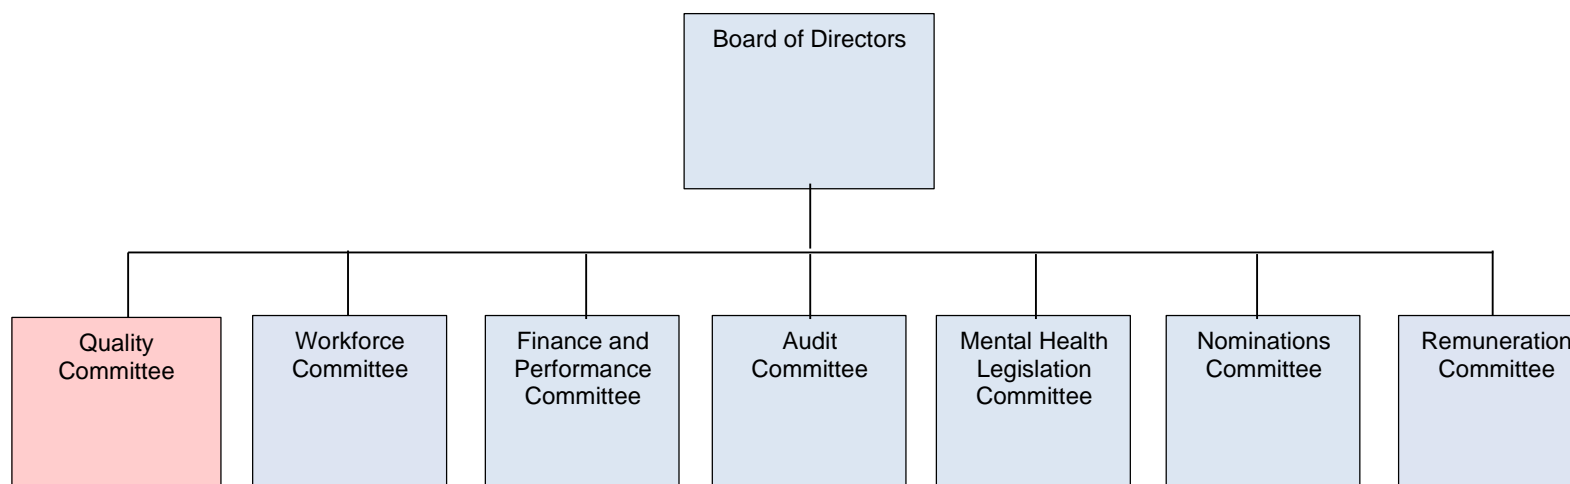 Board of Directors
Quality
Committee
Workforce
Committee
Finance and
Performance
Committee
Audit
Committee
Mental Health
Legislation
Committee
Nominations
Committee
Remuneration
Committee